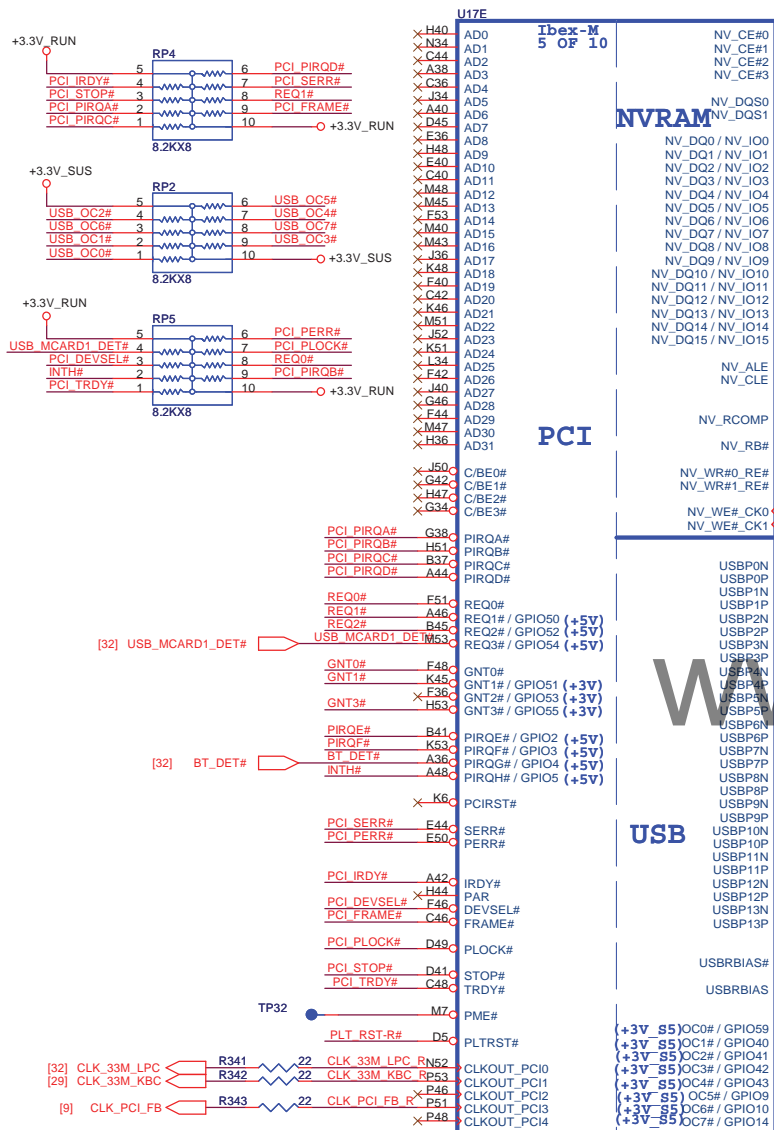 U17E
Ibex-M
5 OF 10
+3.3V_RUN
RP4
5 6 PCI_PIRQD#
PCI_IRDY# 4 7 PCI_SERR#
PCI_STOP# 3 8 REQ1#
PCI_PIRQA# 2 9 PCI_FRAME#
PCI_PIRQC# 1 10 +3.3V_RUN
8.2KX8
+3.3V_SUS
RP2
5 6 USB_OC5#
USB_OC2# 4 7 USB_OC4#
USB_OC6# 3 8 USB_OC7#
USB_OC1# 2 9 USB_OC3#
USB_OC0# 1 10 +3.3V_SUS
8.2KX8
+3.3V_RUN
RP5
5 6 PCI_PERR#
USB_MCARD1_DET# 4 7 PCI_PLOCK#
PCI_DEVSEL# 3 8 REQ0#
INTH# 2 9 PCI_PIRQB#
PCI_TRDY# 1 10 +3.3V_RUN
8.2KX8
H40 AD0
N34 AD1
C44 AD2
A38 AD3
C36 AD4
J34 AD5
A40 AD6
D45 AD7
E36 AD8
H48 AD9
E40 AD10
C40 AD11
M48 AD12
M45 AD13
F53 AD14
M40 AD15
M43 AD16
J36 AD17
K48 AD18
F40 AD19
C42 AD20
K46 AD21
M51 AD22
J52 AD23
K51 AD24
L34 AD25
F42 AD26
J40 AD27
G46 AD28
F44 AD29
M47 AD30
H36 AD31
PCI
J50 C/BE0#
G42 C/BE1#
H47 C/BE2#
G34 C/BE3#
PCI_PIRQA# G38 PIRQA#
PCI_PIRQB# H51 PIRQB#
PCI_PIRQC# B37 PIRQC#
PCI_PIRQD# A44 PIRQD#
REQ0# F51 REQ0#
REQ1# A46 REQ1# / GPIO50 (+5V)
REQ2# B45 REQ2# / GPIO52 (+5V)
[32] USB_MCARD1_DET# USB_MCARD1_DET# M53 REQ3# / GPIO54 (+5V)
GNT0# F48 GNT0#
GNT1# K45 GNT1# / GPIO51 (+3V)
F36 GNT2# / GPIO53 (+3V)
GNT3# H53 GNT3# / GPIO55 (+3V)
PIRQE# B41 PIRQE# / GPIO2 (+5V)
PIRQF# K53 PIRQF# / GPIO3 (+5V)
[32] BT_DET# BT_DET# A36 PIRQG# / GPIO4 (+5V)
INTH# A48 PIRQH# / GPIO5 (+5V)
K6 PCIRST#
PCI_SERR# E44 SERR#
PCI_PERR# E50 PERR#
PCI_IRDY# A42 IRDY#
H44 PAR
PCI_DEVSEL# F46 DEVSEL#
PCI_FRAME# C46 FRAME#
PCI_PLOCK# D49 PLOCK#
PCI_STOP# D41 STOP#
PCI_TRDY# C48 TRDY#
TP32 M7 PME#
PLT_RST-R# D5 PLTRST#
[32] CLK_33M_LPC R341 22 CLK_33M_LPC_R N52 CLKOUT_PCI0
[29] CLK_33M_KBC R342 22 CLK_33M_KBC_R P53 CLKOUT_PCI1
P46 CLKOUT_PCI2
[9] CLK_PCI_FB R343 22 CLK_PCI_FB_R P51 CLKOUT_PCI3
P48 CLKOUT_PCI4
NV_CE#0
NV_CE#1
NV_CE#2
NV_CE#3
NV_DQS0
NV_DQS1
NVRAM
NV_DQ0 / NV_IO0
NV_DQ1 / NV_IO1
NV_DQ2 / NV_IO2
NV_DQ3 / NV_IO3
NV_DQ4 / NV_IO4
NV_DQ5 / NV_IO5
NV_DQ6 / NV_IO6
NV_DQ7 / NV_IO7
NV_DQ8 / NV_IO8
NV_DQ9 / NV_IO9
NV_DQ10 / NV_IO10
NV_DQ11 / NV_IO11
NV_DQ12 / NV_IO12
NV_DQ13 / NV_IO13
NV_DQ14 / NV_IO14
NV_DQ15 / NV_IO15
NV_ALE
NV_CLE
NV_RCOMP
NV_RB#
NV_WR#0_RE#
NV_WR#1_RE#
NV_WE#_CK0
NV_WE#_CK1
USBP0N
USBP0P
USBP1N
USBP1P
USBP2N
USBP2P
USBP3N
USBP3P
USBP4N
USBP4P
USBP5N
USBP5P
USBP6N
USBP6P
USBP7N
USBP7P
USBP8N
USBP8P
USBP9N
USBP9P
USB
USBP10N
USBP10P
USBP11N
USBP11P
USBP12N
USBP12P
USBP13N
USBP13P
USBRBIAS#
USBRBIAS
(+3V_S5) OC0# / GPIO59
(+3V_S5) OC1# / GPIO40
(+3V_S5) OC2# / GPIO41
(+3V_S5) OC3# / GPIO42
(+3V_S5) OC4# / GPIO43
(+3V_S5) OC5# / GPIO9
(+3V_S5) OC6# / GPIO10
(+3V_S5) OC7# / GPIO14